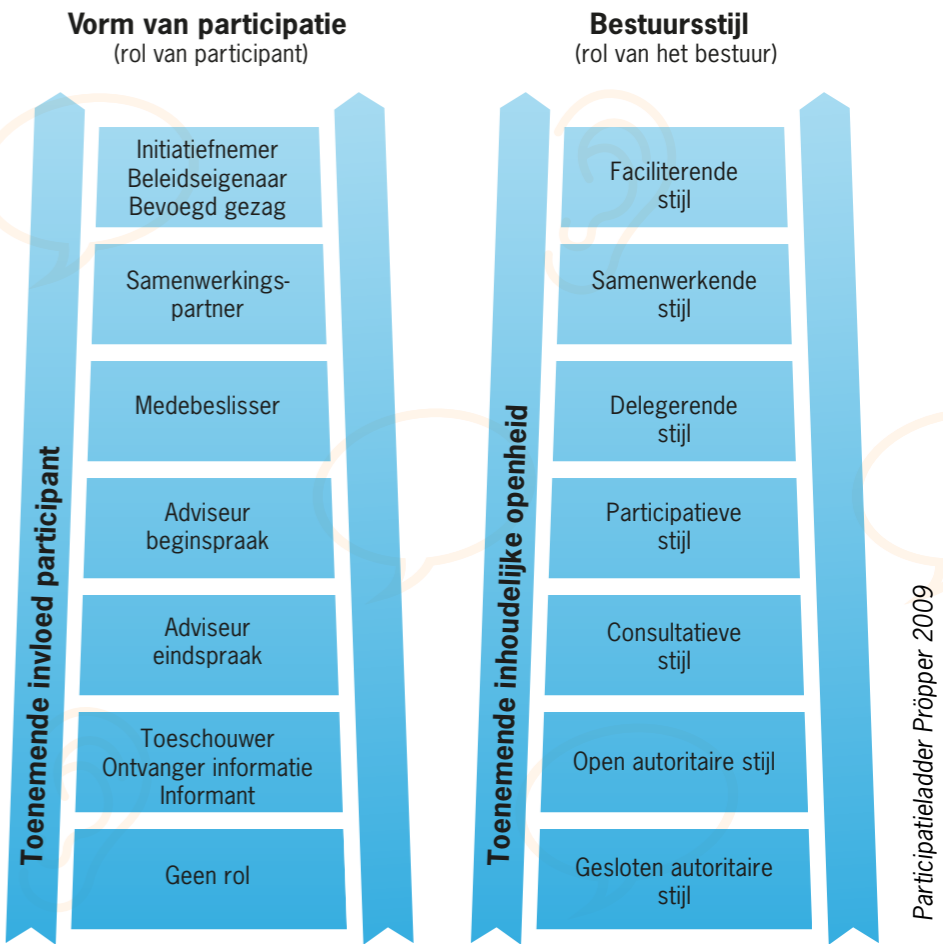 Vorm van participatie
(rol van participant)
Toenemende invloed participant
Initiatiefnemer
Beleidseigenaar
Bevoegd gezag
Samenwerkings-
partner
Medebeslisser
Adviseur
beginspraak
Adviseur
eindspraak
Toeschouwer
Ontvanger informatie
Informant
Geen rol
Bestuursstijl
(rol van het bestuur)
Toenemende inhoudelijke openheid
Faciliterende
stijl
Samenwerkende
stijl
Delegerende
stijl
Participatieve
stijl
Consultatieve
stijl
Open autoritaire stijl
Gesloten autoritaire
stijl
Participatieladder Pröpper 2009